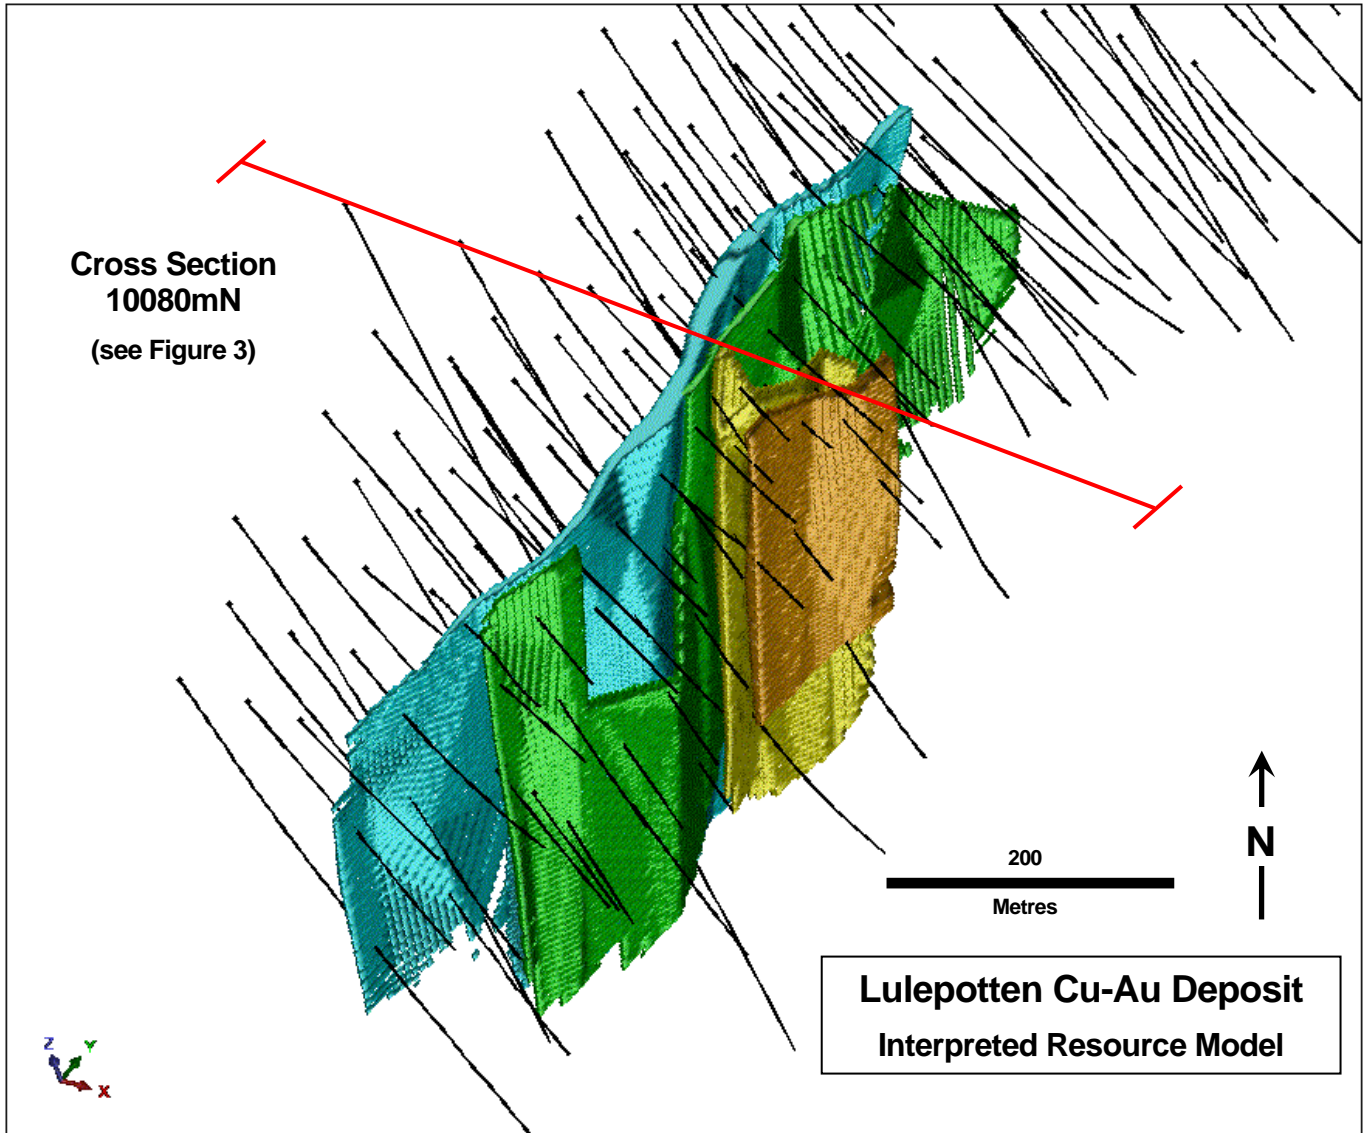 Cross Section
10080mN
(see Figure 3)
N
200
Metres
Lulepotten Cu-Au Deposit
Interpreted Resource Model
Z
Y
X